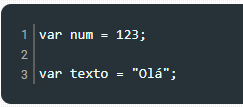 1 var num = 123;
2
3 var texto = "Olá";